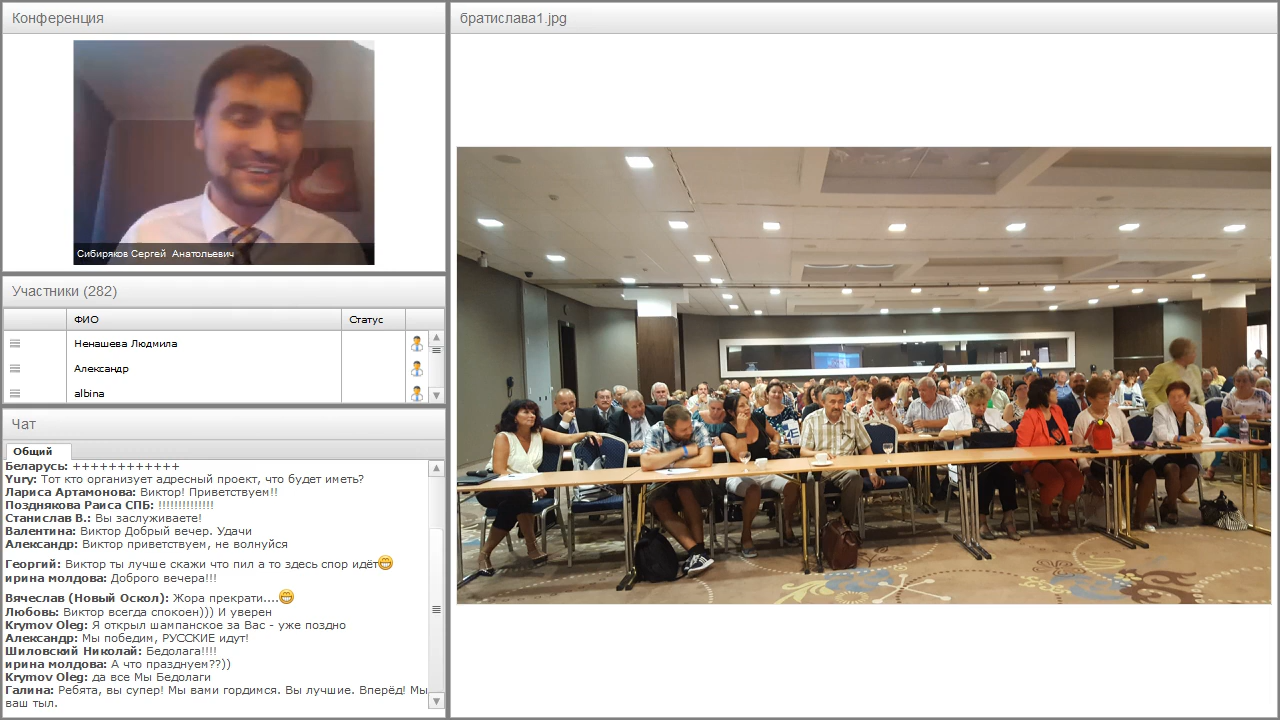 Конференция
Сибиряков Сергей Анатольевич
Участники (282)
ФИО Статус
Ненашева Людмила
Александр
albina
Чат
Общий
Беларусь: ++++++++++++
Yury: Тот кто организует адресный проект, что будет иметь?
Лариса Артамонова: Виктор! Приветствуем!!
Позднякова Раиса СПБ: !!!!!!!!!!!!!!
Станислав В.: Вы заслуживаете!
Валентина: Виктор Добрый вечер. Удачи
Александр: Виктор приветствуем, не волнуйся
Георгий: Виктор ты лучше скажи что пил а то здесь спор идёт
ирина молдова: Доброго вечера!!!
Вячеслав (Новый Оскол): Жора прекрати....
Любовь: Виктор всегда спокоен))) И уверен
Krymov Oleg: Я открыл шампанское за Вас - уже поздно
Александр: Мы победим, РУССКИЕ идут!
Шиловский Николай: Бедолага!!!!
ирина молдова: А что празднуем??))
Krymov Oleg: да все Мы Бедолаги
Галина: Ребята, вы супер! Мы вами гордимся. Вы лучшие. Вперёд! Мы
ваш тыл.
братислава1.jpg